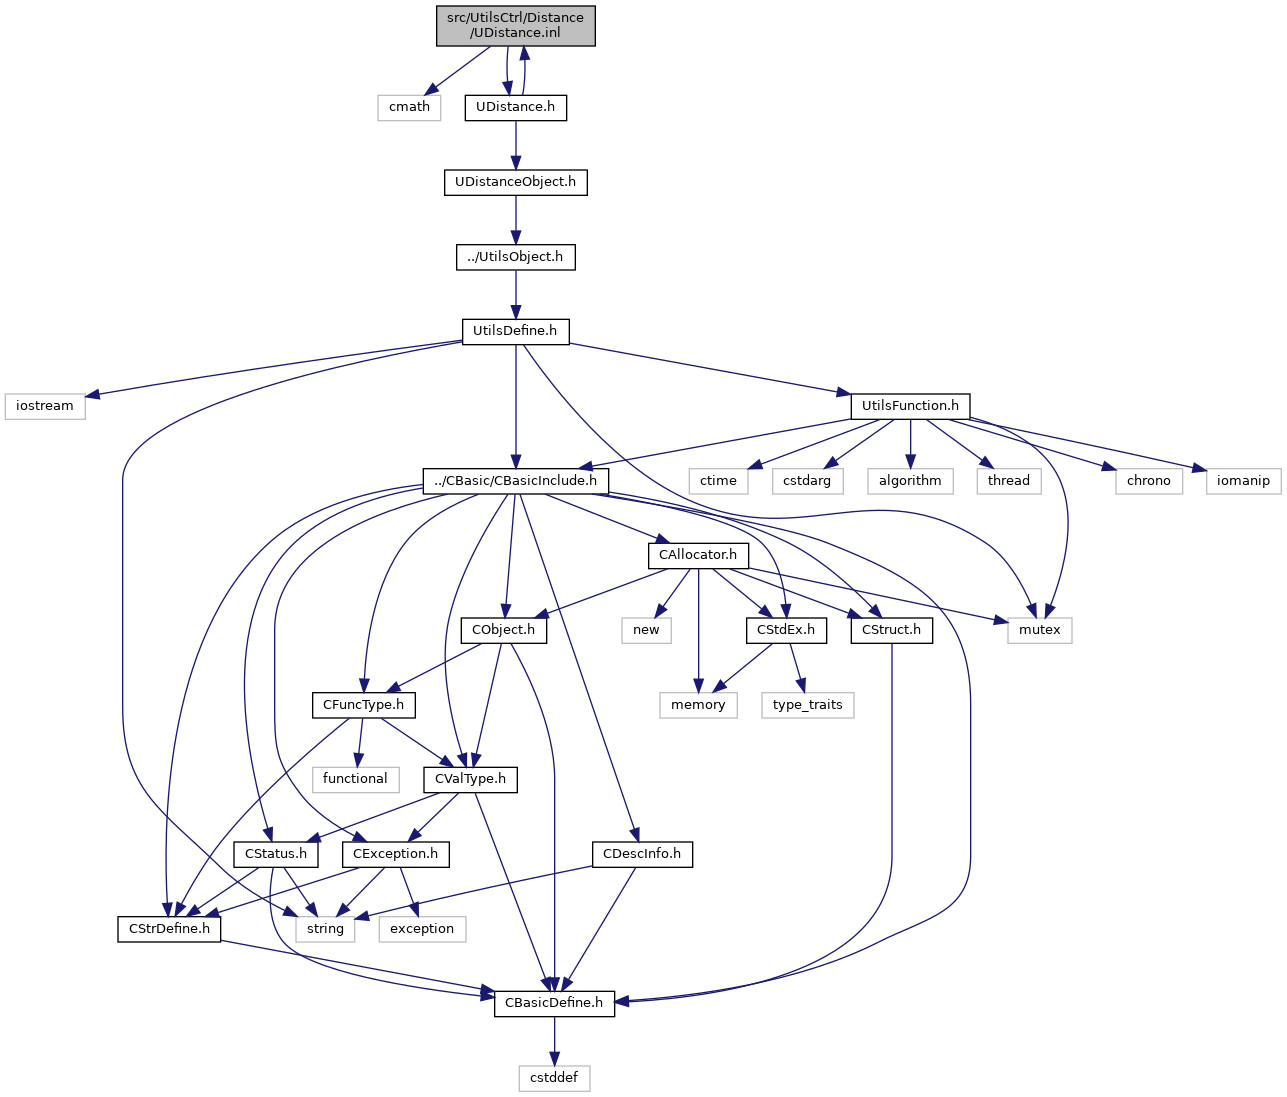 src/UtilsCtrl/Distance
/UDistance.inl
cmath
UDistance.h
UDistanceObject.h
../UtilsObject.h
UtilsDefine.h
iostream
UtilsFunction.h
../CBasic/CBasicInclude.h
ctime
cstdarg
algorithm
thread
chrono
iomanip
CAllocator.h
CObject.h
new
CStdEx.h
CStruct.h
mutex
CFuncType.h
memory
type_traits
functional
CValType.h
CStatus.h
CException.h
CDescInfo.h
CStrDefine.h
string
exception
CBasicDefine.h
cstddef